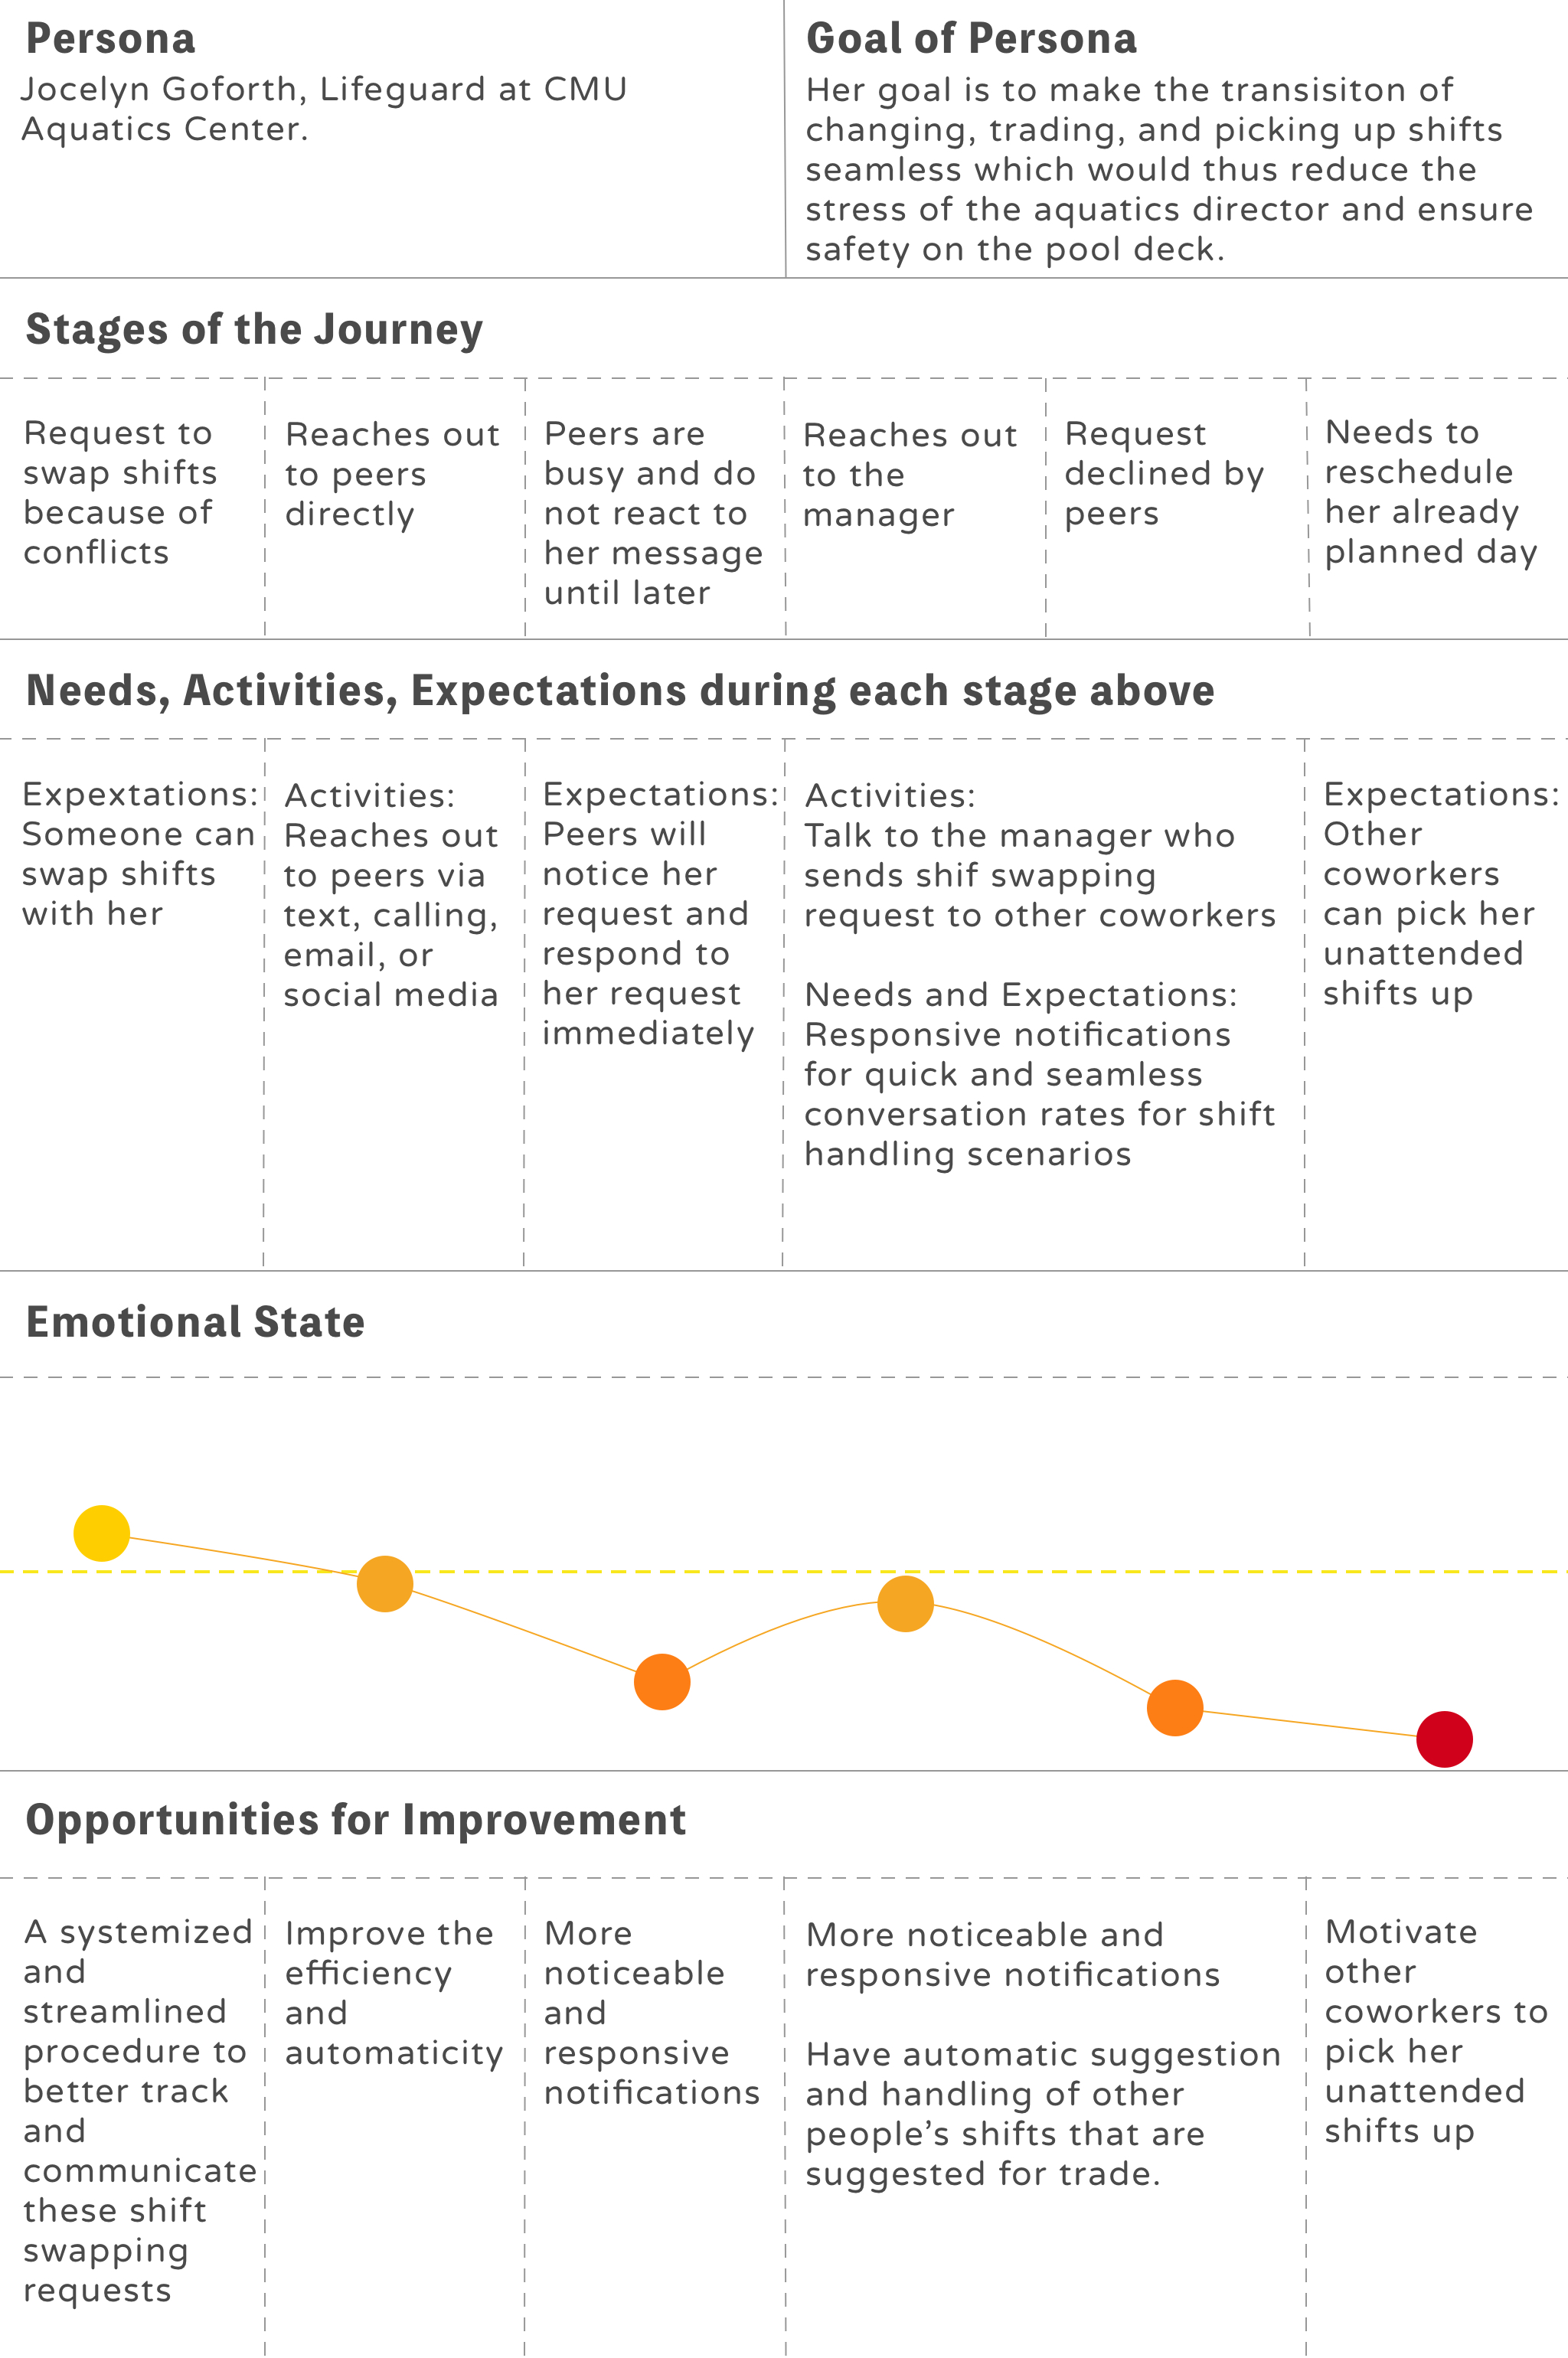 Persona
Jocelyn Goforth, Lifeguard at CMU
Aquatics Center.
Goal of Persona
Her goal is to make the transisiton of
changing, trading, and picking up shifts
seamless which would thus reduce the
stress of the aquatics director and ensure
safety on the pool deck.
Stages of the Journey
Request to
swap shifts
because of
conflicts
Reaches out
to peers
directly
Peers are
busy and do
not react to
her message
until later
Reaches out
to the
manager
Request
declined by
peers
Needs to
reschedule
her already
planned day
Needs, Activities, Expectations during each stage above
Expextations:
Someone can
swap shifts
with her
Activities:
Reaches out
to peers via
text, calling,
email, or
social media
Expectations:
Peers will
notice her
request and
respond to
her request
immediately
Activities:
Talk to the manager who
sends shif swapping
request to other coworkers
Needs and Expectations:
Responsive notifications
for quick and seamless
conversation rates for shift
handling scenarios
Expectations:
Other
coworkers
can pick her
unattended
shifts up
Emotional State
Opportunities for Improvement
A systemized
and
streamlined
procedure to
better track
and
communicate
these shift
swapping
requests
Improve the
efficiency
and
automaticity
More
noticeable
and
responsive
notifications
More noticeable and
responsive notifications
Have automatic suggestion
and handling of other
people’s shifts that are
suggested for trade.
Motivate
other
coworkers to
pick her
unattended
shifts up